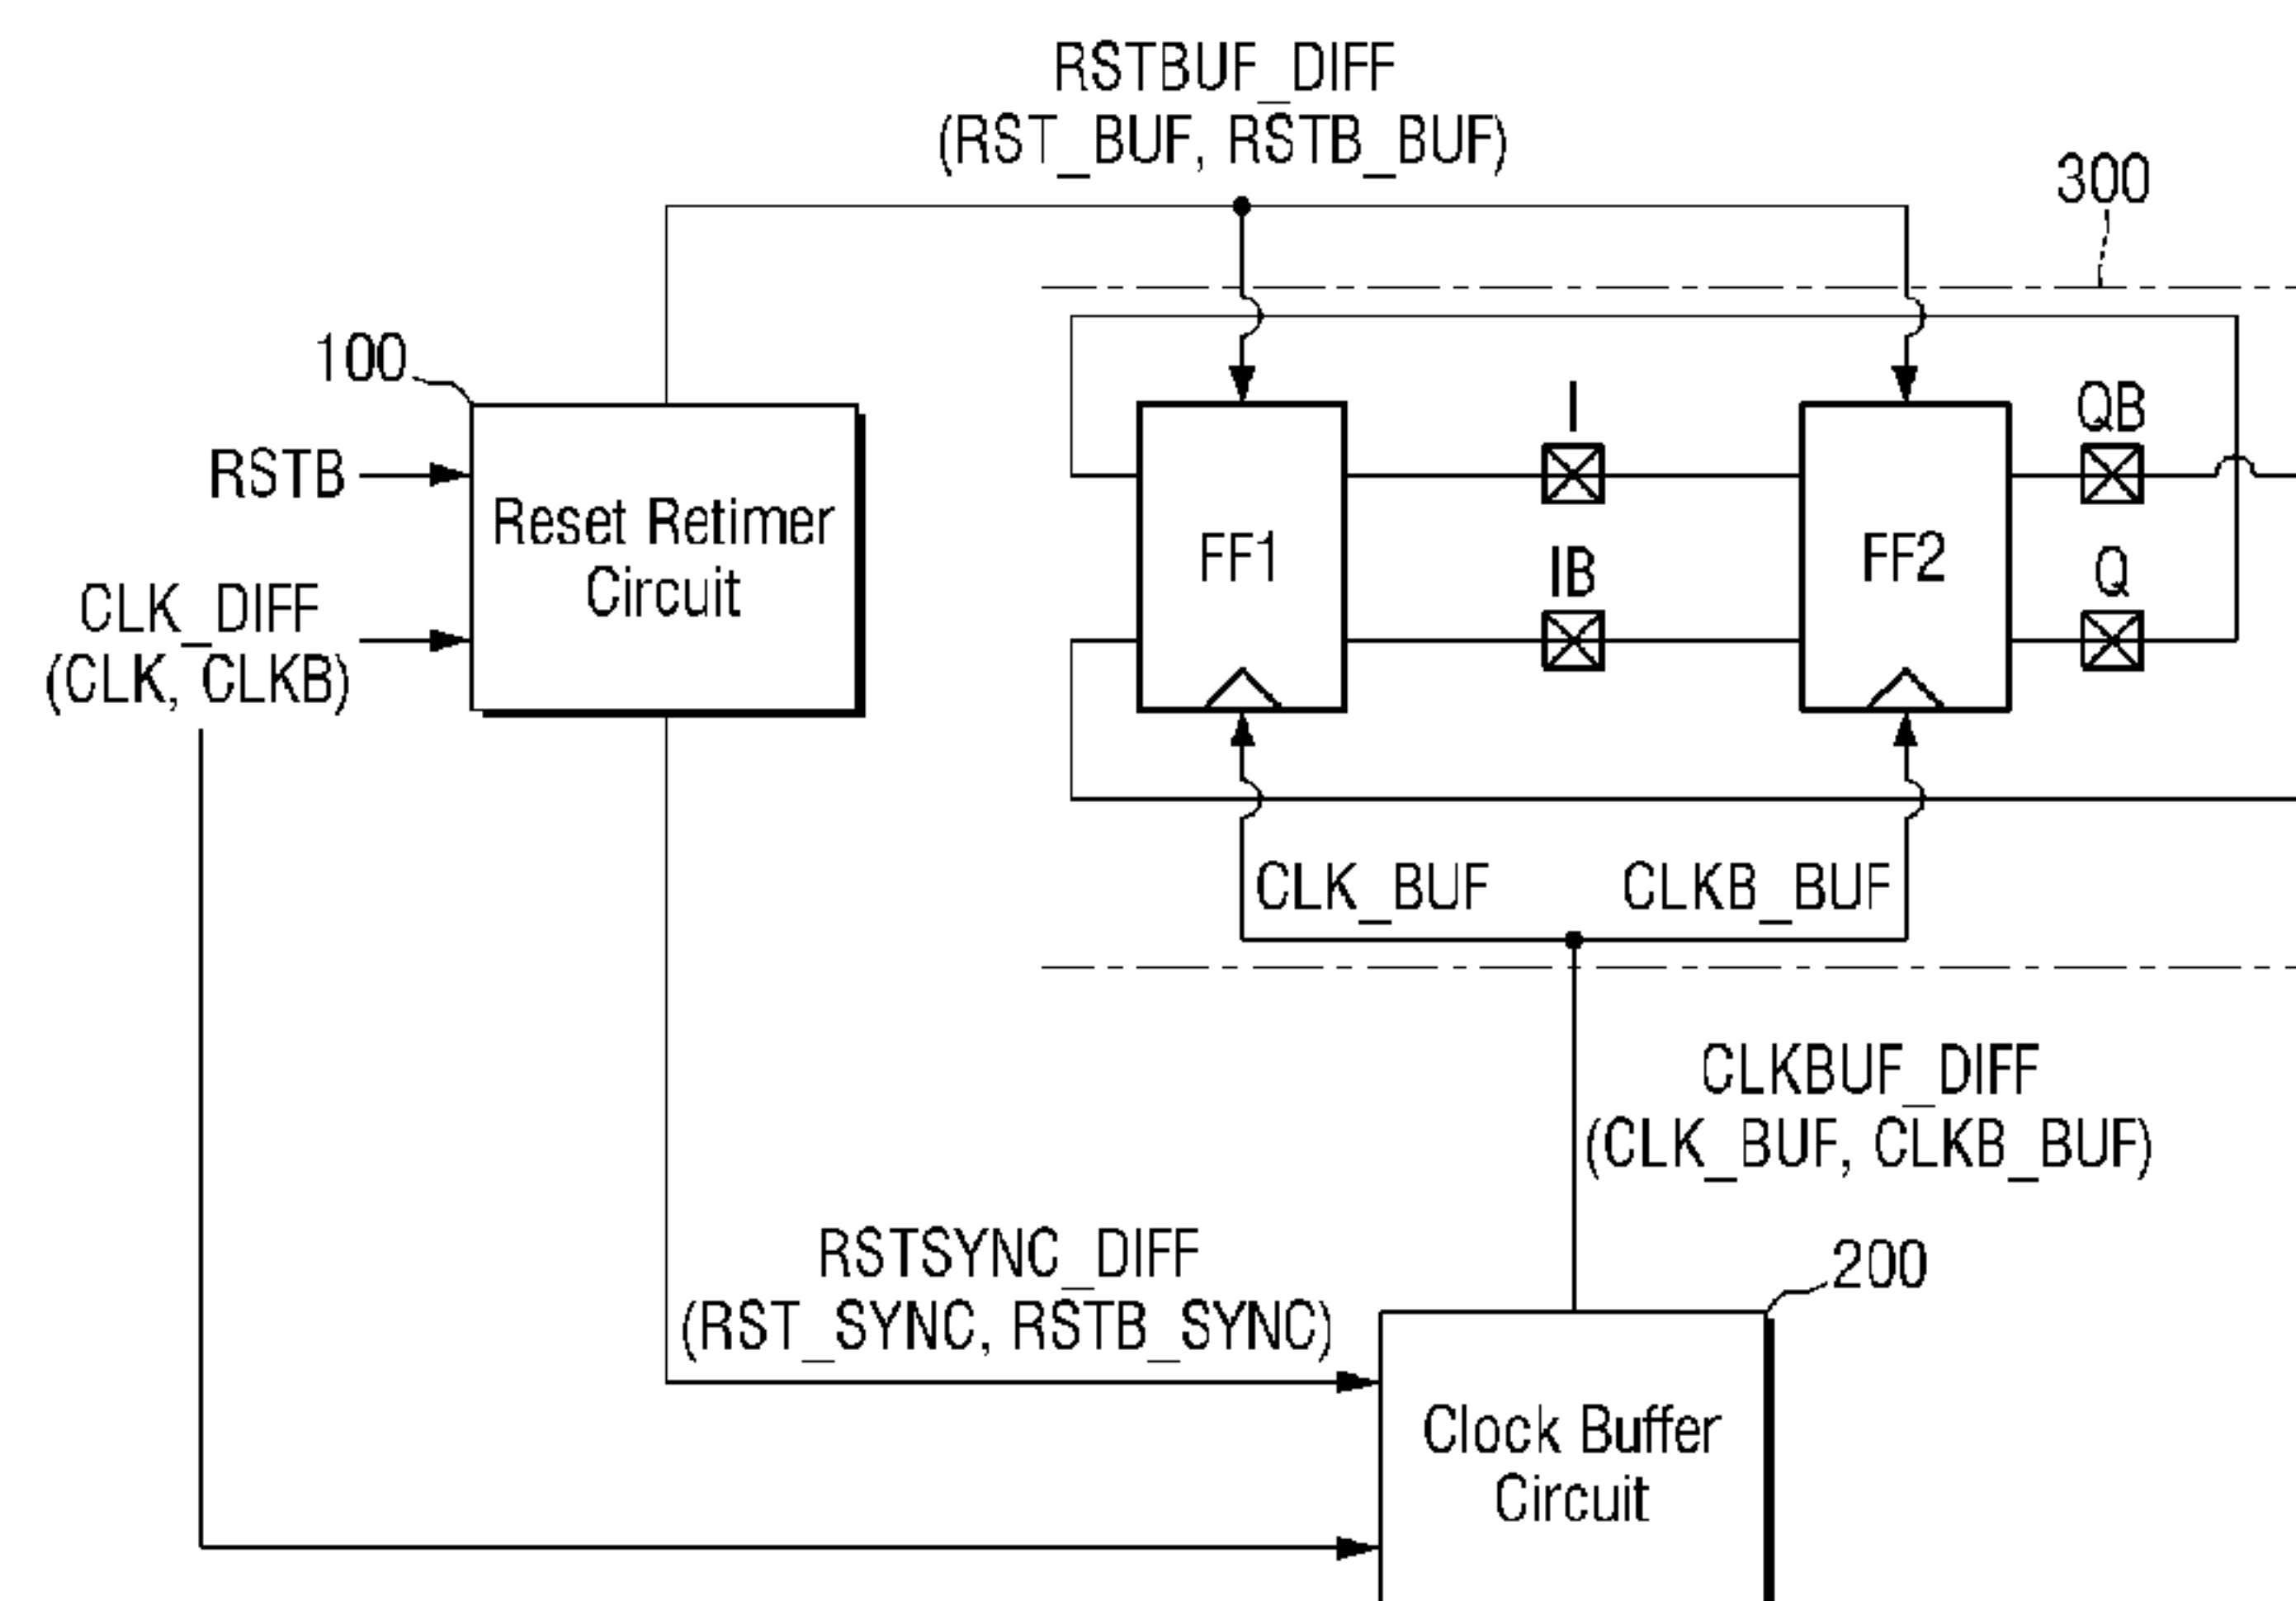 RSTBUF_DIFF
(RST_BUF, RSTB_BUF)
300
100
RSTB
Reset Retimer
Circuit
CLK_DIFF
(CLK, CLKB)
FF1
I
IB
FF2
QB
Q
CLK_BUF
CLKB_BUF
CLKBUF_DIFF
(CLK_BUF, CLKB_BUF)
RSTSYNC_DIFF
(RST_SYNC, RSTB_SYNC)
200
Clock Buffer
Circuit